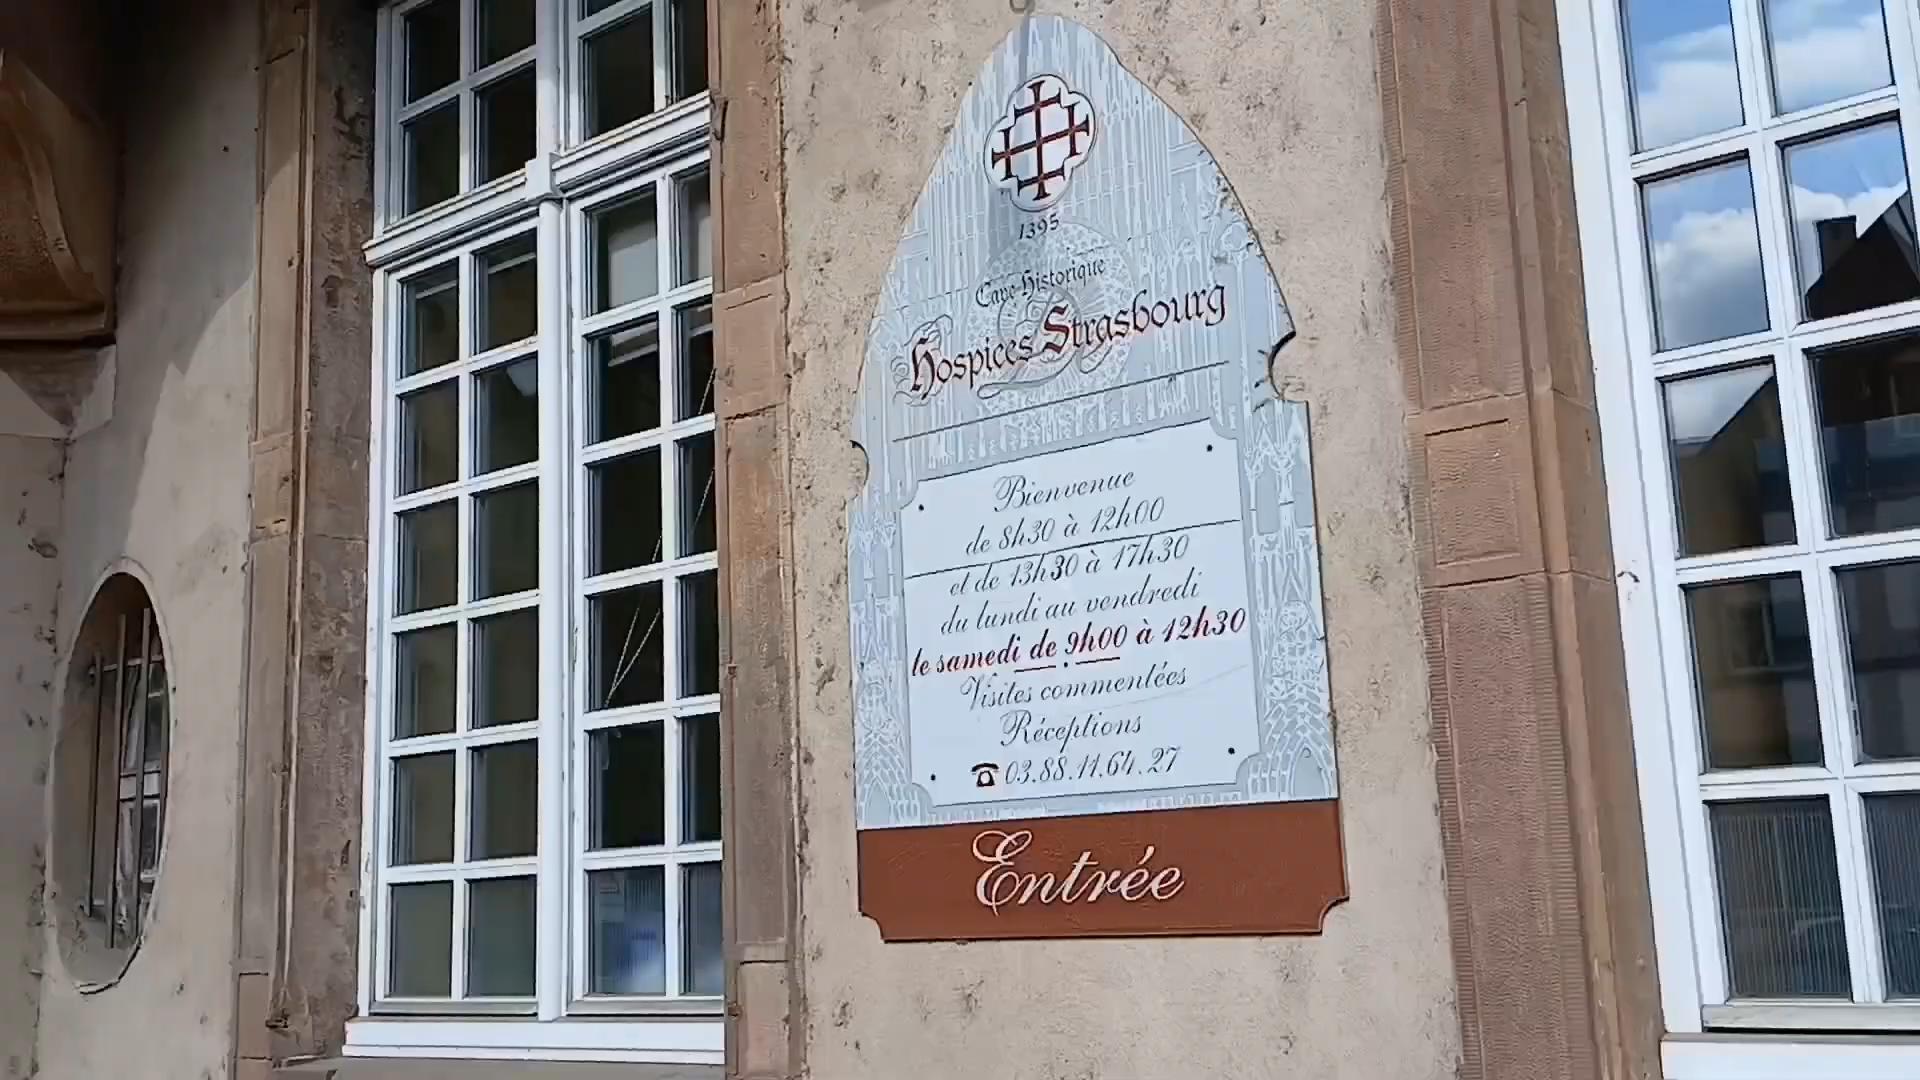 1395
Cave Historique
Hospices Strasbourg
Bienvenue
de 8h30 à 12h00
et de 13h30 à 17h30
du lundi au vendredi
le samedi de 9h00 à 12h30
Visites commentées
Réceptions
☎ 03.88.11.64.27
Entrée